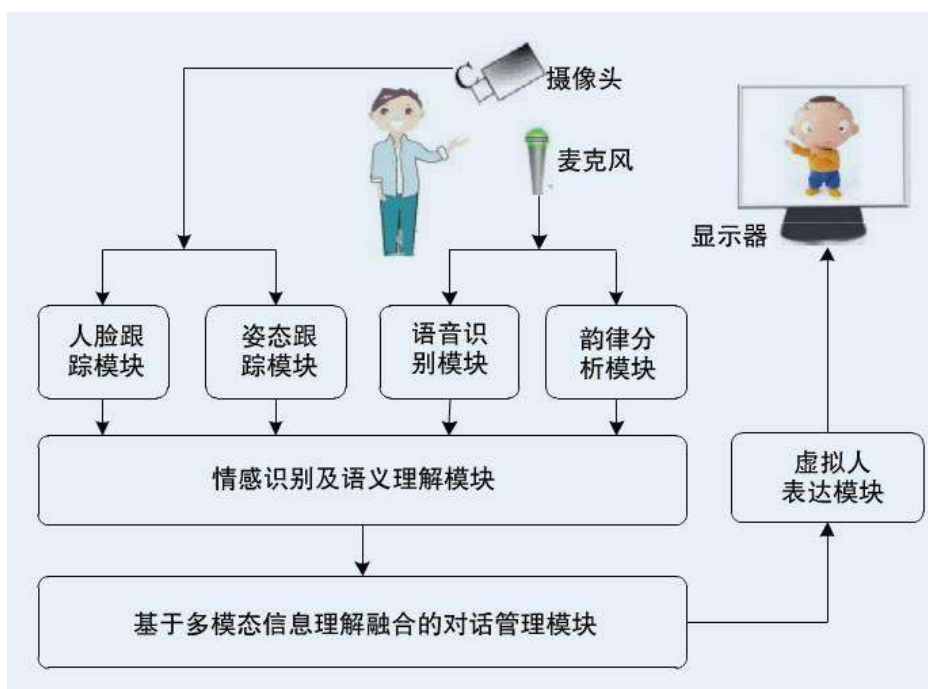 摄像头
麦克风
显示器
人脸跟
踪模块
姿态跟
踪模块
语音识
别模块
韵律分
析模块
情感识别及语义理解模块
虚拟人
表达模块
基于多模态信息理解融合的对话管理模块